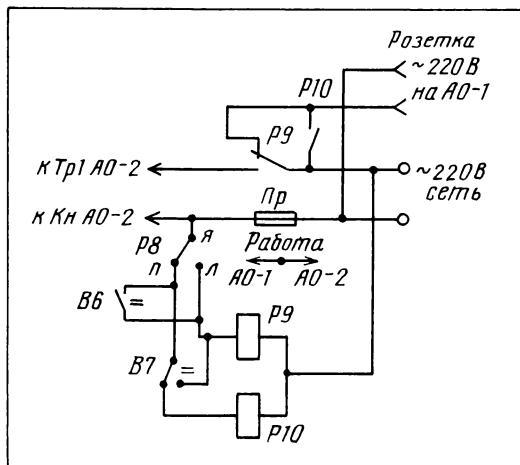 Розетка
~220В
на АО-1
Р10
Р9
к Тр1 АО-2
~220В
сеть
Пр
к Кн АО-2
я
Р8
Работа
п
л
АО-1
АО-2
В6
=
Р9
В7
=
Р10